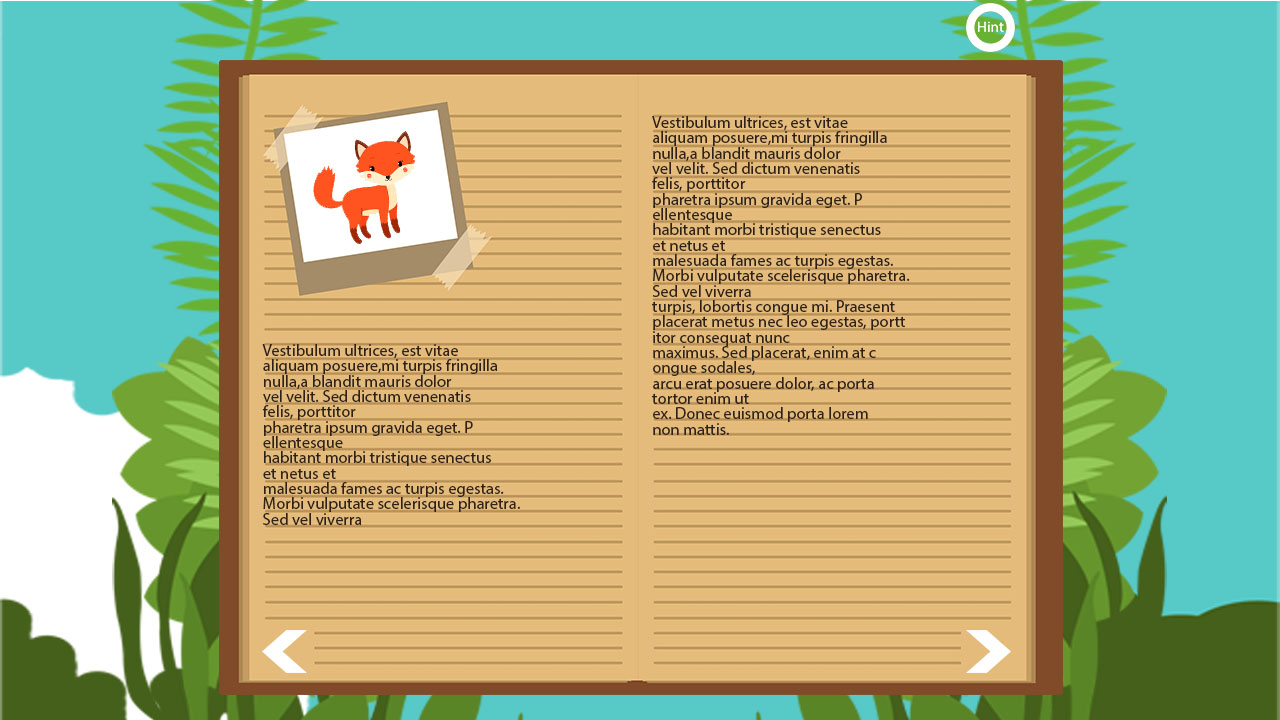 Hint
Vestibulum ultrices, est vitae
aliquam posuere,mi turpis fringilla
nulla,a blandit mauris dolor
vel velit. Sed dictum venenatis
felis, porttitor
pharetra ipsum gravida eget. P
ellentesque
habitant morbi tristique senectus
et netus et
malesuada fames ac turpis egestas.
Morbi vulputate scelerisque pharetra.
Sed vel viverra
Vestibulum ultrices, est vitae
aliquam posuere,mi turpis fringilla
nulla,a blandit mauris dolor
vel velit. Sed dictum venenatis
felis, porttitor
pharetra ipsum gravida eget. P
ellentesque
habitant morbi tristique senectus
et netus et
malesuada fames ac turpis egestas.
Morbi vulputate scelerisque pharetra.
Sed vel viverra
turpis, lobortis congue mi. Praesent
placerat metus nec leo egestas, portt
itor consequat nunc
maximus. Sed placerat, enim at c
ongue sodales,
arcu erat posuere dolor, ac porta
tortor enim ut
ex. Donec euismod porta lorem
non mattis.